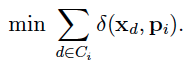 min ∑_{d∈C_i} δ(x_d, p_i).